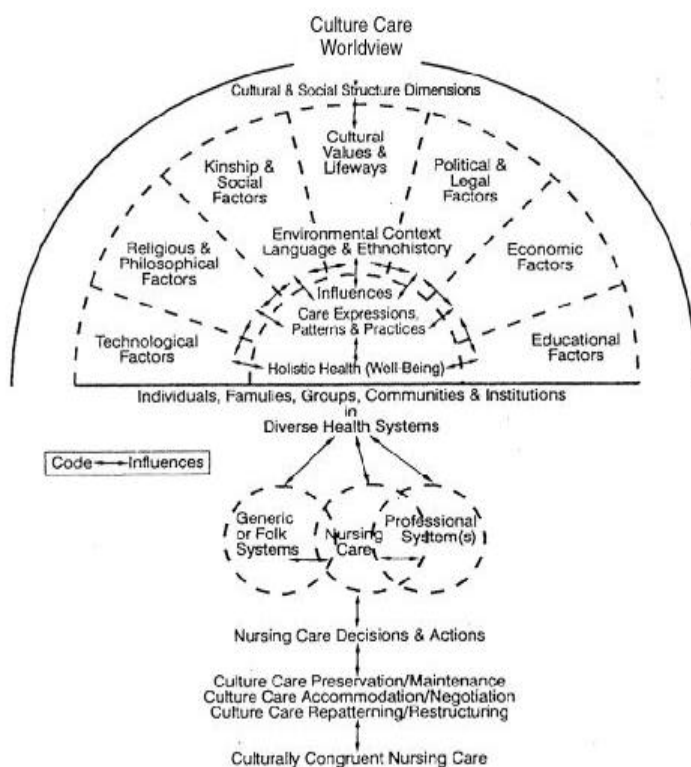 Culture Care
Worldview
Cultural & Social Structure Dimensions
Cultural
Values &
Lifeways
Kinship &
Social
Factors
Political &
Legal
Factors
Religious &
Philosophical
Factors
Environmental Context
Language & Ethnohistory
Economic
Factors
Influences
Care Expressions,
Patterns & Practices
Technological
Factors
Educational
Factors
Holistic Health (Well-Being)
Individuals, Famulies, Groups, Communities & Institutions
in
Diverse Health Systems
Code Influences
Generic
or Folk
Systems
Nursing
Care
Professional
System(s)
Nursing Care Decisions & Actions
Culture Care Preservation/Maintenance
Culture Care Accommodation/Negotiation
Culture Care Repatterning/Restructuring
Culturally Congruent Nursing Care